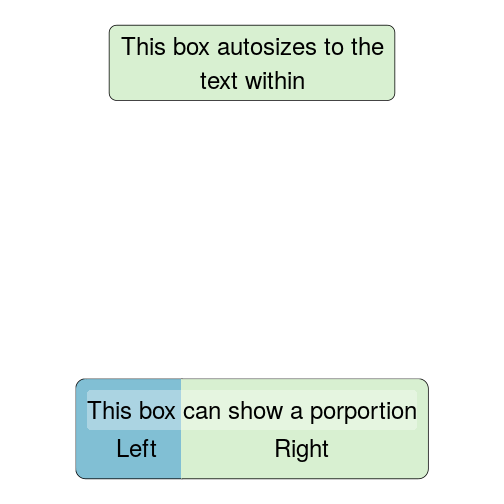 This box autosizes to the
text within
This box can show a porportion
Left Right